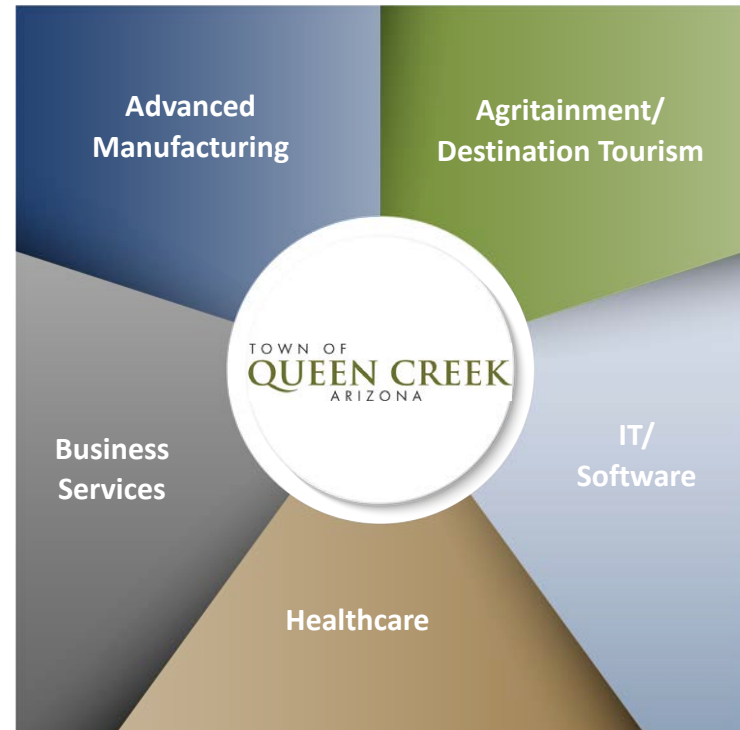 Advanced
Manufacturing
Agritainment/
Destination Tourism
TOWN OF
QUEEN CREEK
ARIZONA
Business
Services
IT/
Software
Healthcare